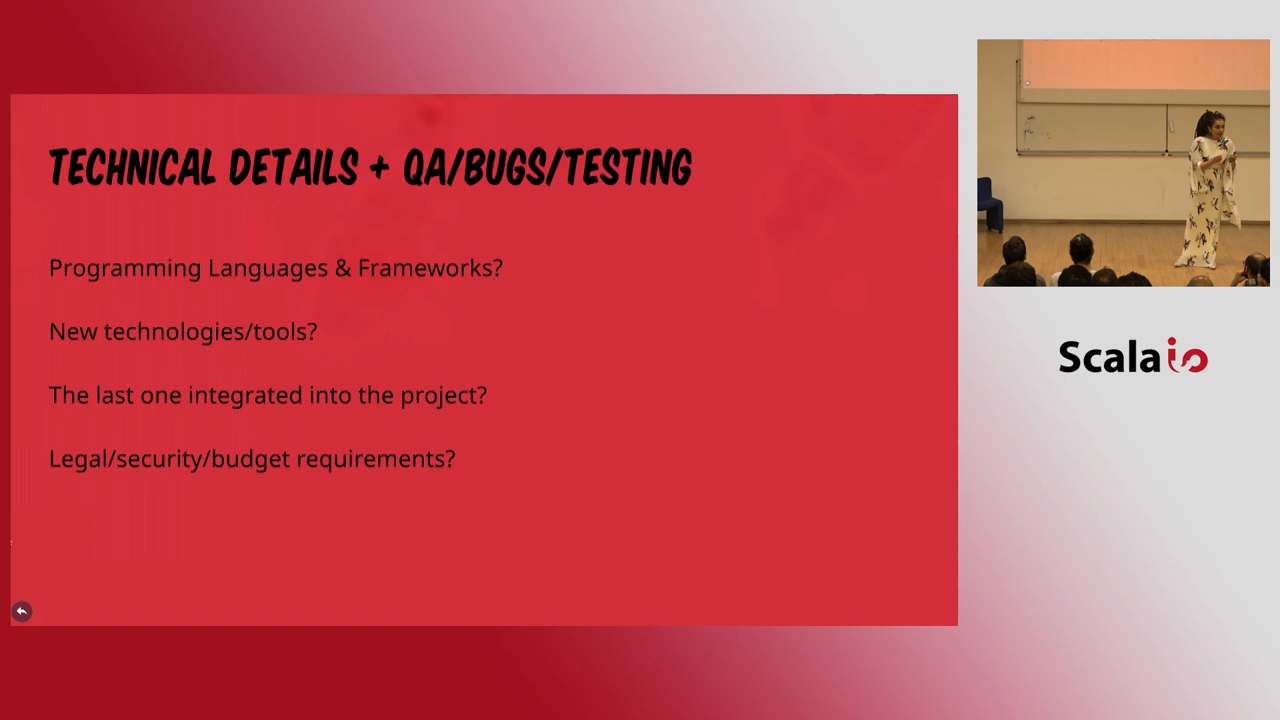 TECHNICAL DETAILS + QA/BUGS/TESTING
Programming Languages & Frameworks?
New technologies/tools?
The last one integrated into the project?
Legal/security/budget requirements?
Scala io